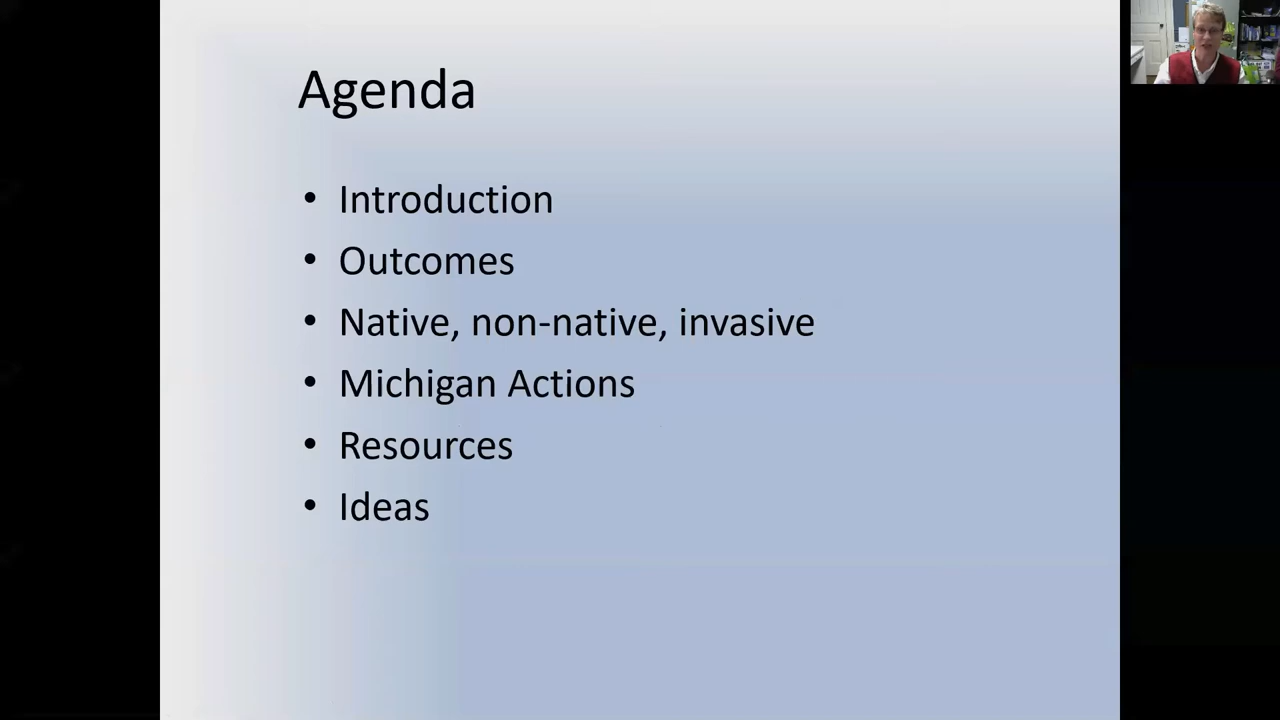 Agenda
• Introduction
• Outcomes
• Native, non-native, invasive
• Michigan Actions
• Resources
• Ideas